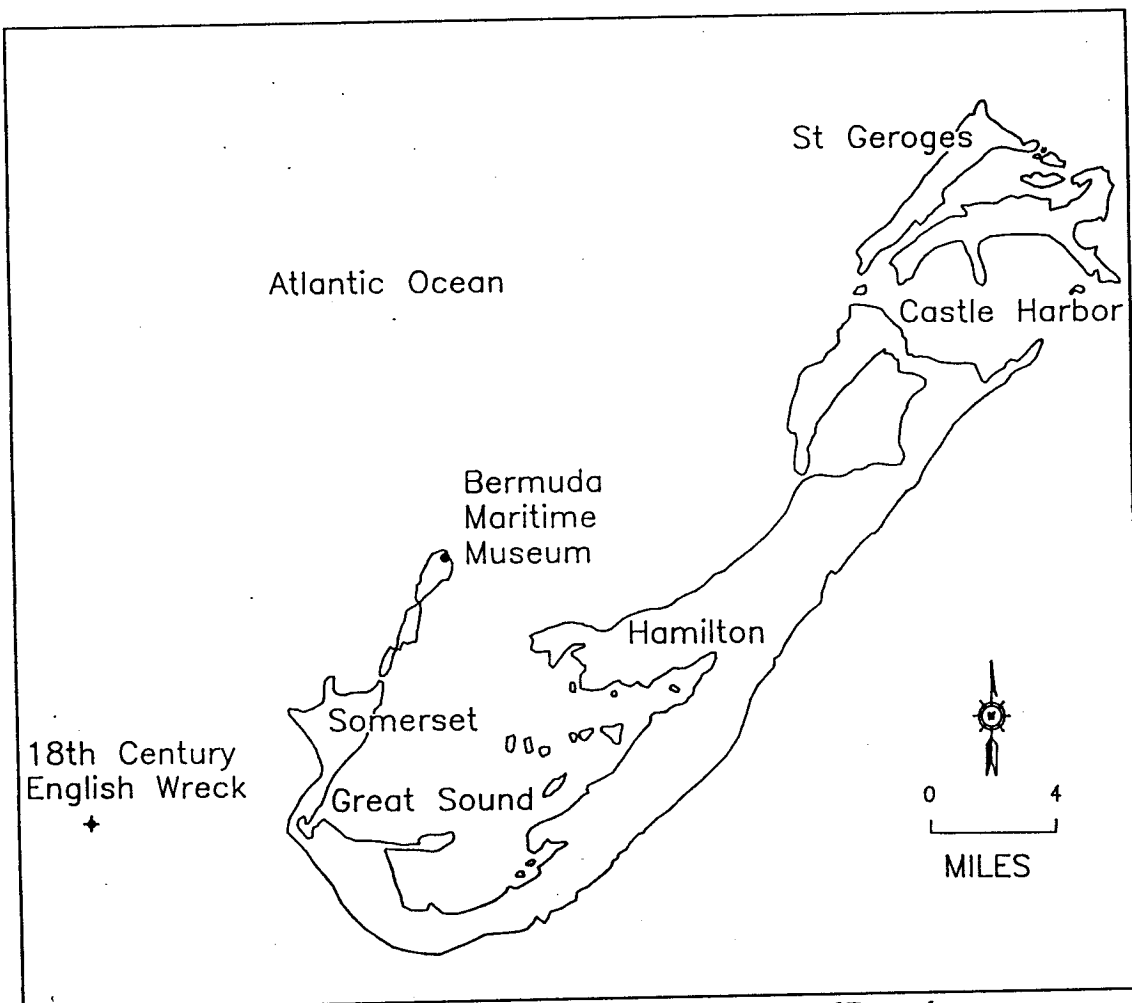 St Geroges
Atlantic Ocean
Castle Harbor
Bermuda
Maritime
Museum
Hamilton
Somerset
18th Century
English Wreck
Great Sound
0 4
MILES